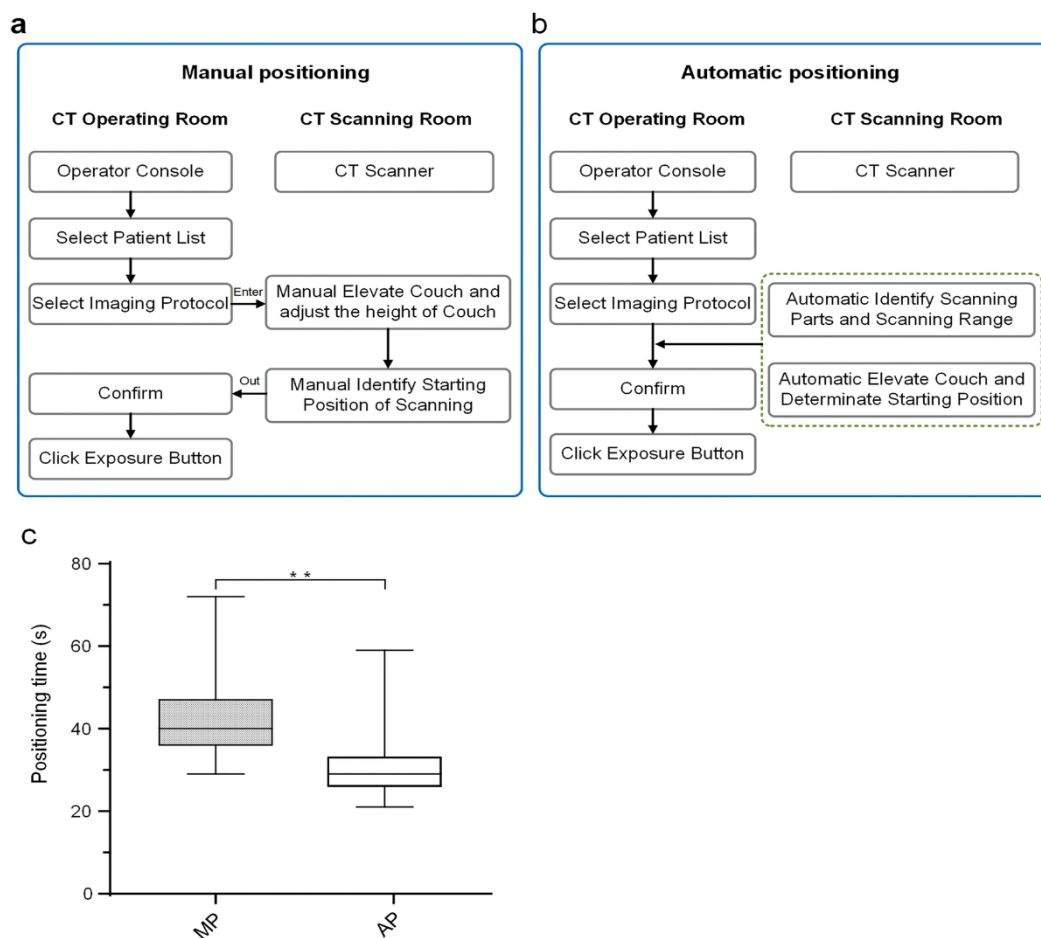 a
Manual positioning
CT Operating Room
CT Scanning Room
Operator Console
CT Scanner
Select Patient List
Select Imaging Protocol
Enter
Manual Elevate Couch and
adjust the height of Couch
Confirm
Out
Manual Identify Starting
Position of Scanning
Click Exposure Button
b
Automatic positioning
CT Operating Room
CT Scanning Room
Operator Console
CT Scanner
Select Patient List
Select Imaging Protocol
Automatic Identify Scanning
Parts and Scanning Range
Confirm
Automatic Elevate Couch and
Determinate Starting Position
Click Exposure Button
c
Positioning time (s)
80
60
40
20
0
* *
MP
AP